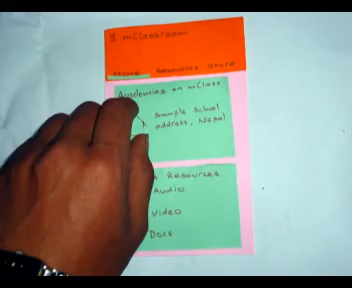 ≡ mClassroom
Home Resources Store
Academies on mClass
Sample school
address, Nepal
Resources
Audio
Video
Docs